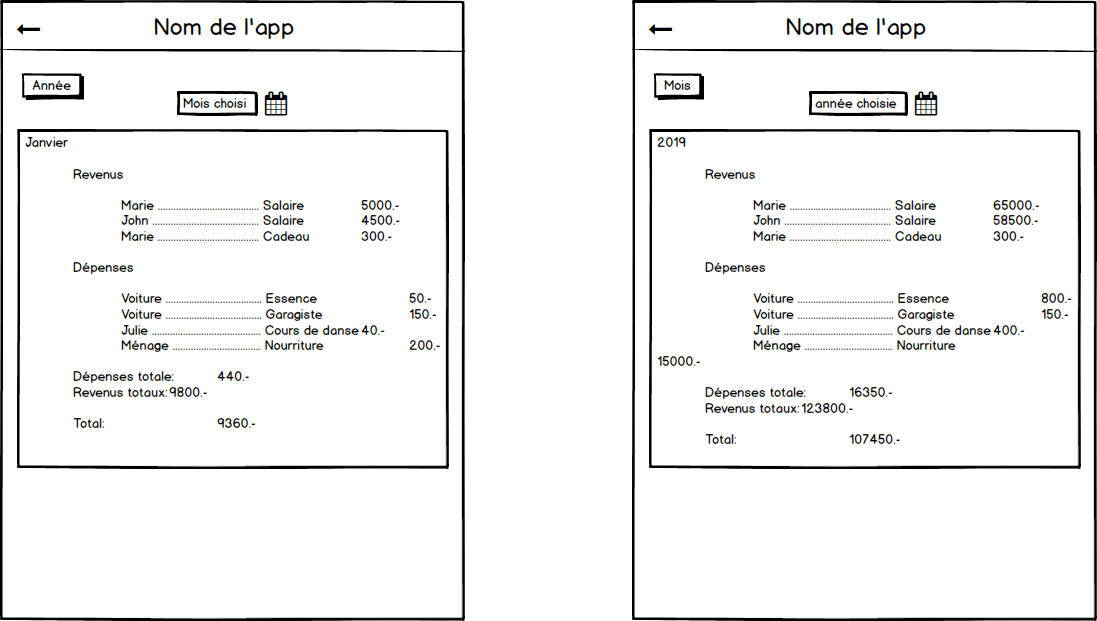 Nom de l'app
Année
Mois choisi
Janvier
Revenus
Marie .................................... Salaire 5000.-
John ...................................... Salaire 4500.-
Marie .................................... Cadeau 300.-
Dépenses
Voiture .................................. Essence 50.-
Voiture .................................. Garagiste 150.-
Julie ....................................... Cours de danse 40.-
Ménage ............................... Nourriture 200.-
Dépenses totale: 440.-
Revenus totaux: 9800.-
Total: 9360.-
Nom de l'app
Mois
année choisie
2019
Revenus
Marie .................................... Salaire 65000.-
John ...................................... Salaire 58500.-
Marie .................................... Cadeau 300.-
Dépenses
Voiture .................................. Essence 800.-
Voiture .................................. Garagiste 150.-
Julie ....................................... Cours de danse 400.-
Ménage ............................... Nourriture
15000.-
Dépenses totale: 16350.-
Revenus totaux: 123800.-
Total: 107450.-